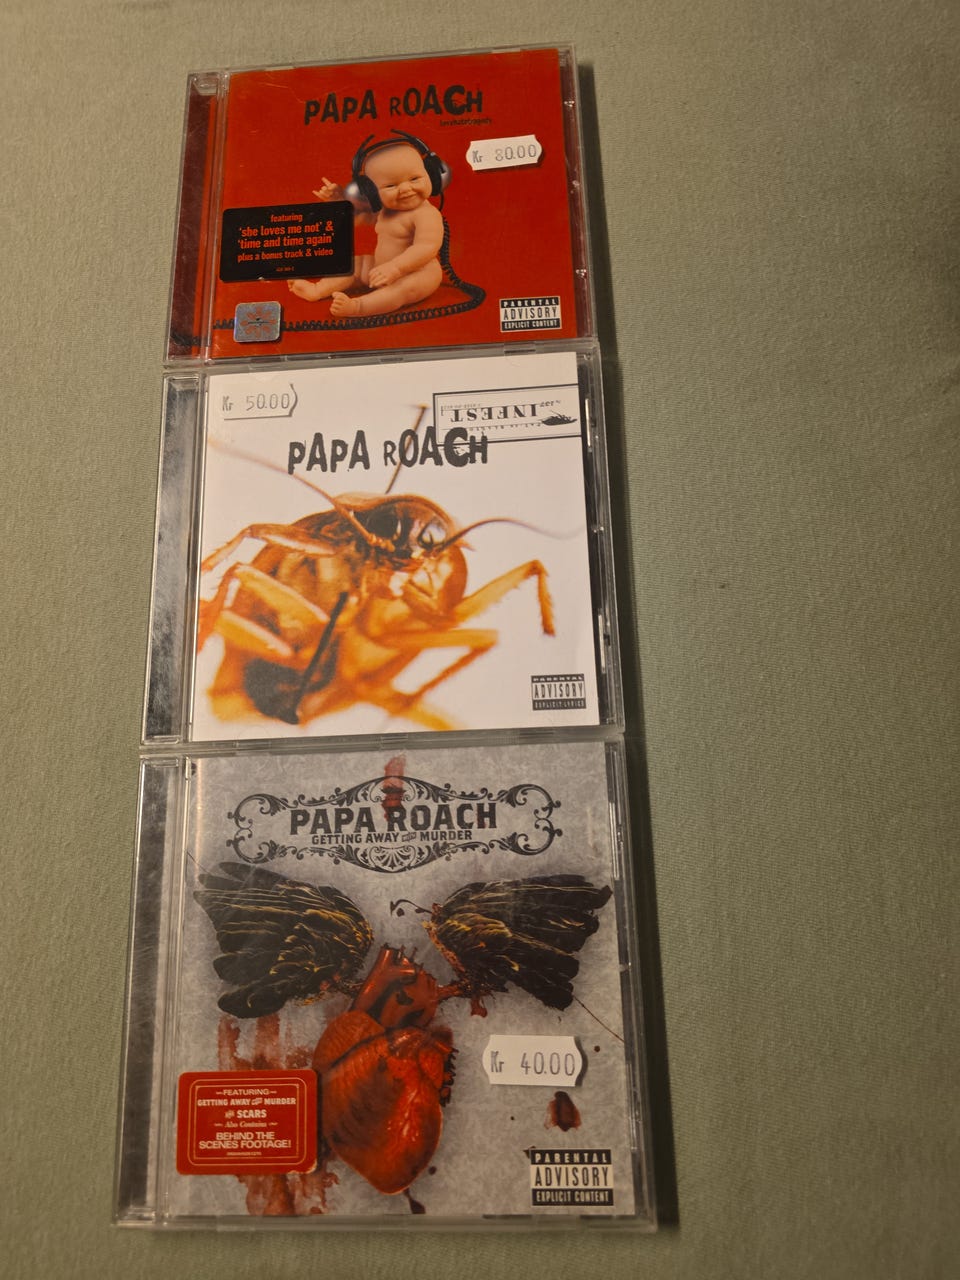 PAPA ROACH
lovehatetragedy
Kr 80.00
featuring
'she loves me not' &
'time and time again'
plus a bonus track & video
PARENTAL
ADVISORY
EXPLICIT CONTENT
Kr 50.00
INFEST
PAPA ROACH
PARENTAL
ADVISORY
EXPLICIT LYRICS
PAPA ROACH
GETTING AWAY WITH MURDER
Kr 40.00
FEATURING
GETTING AWAY WITH MURDER
AND SCARS
Also Contains
BEHIND THE
SCENES FOOTAGE!
PARENTAL
ADVISORY
EXPLICIT CONTENT